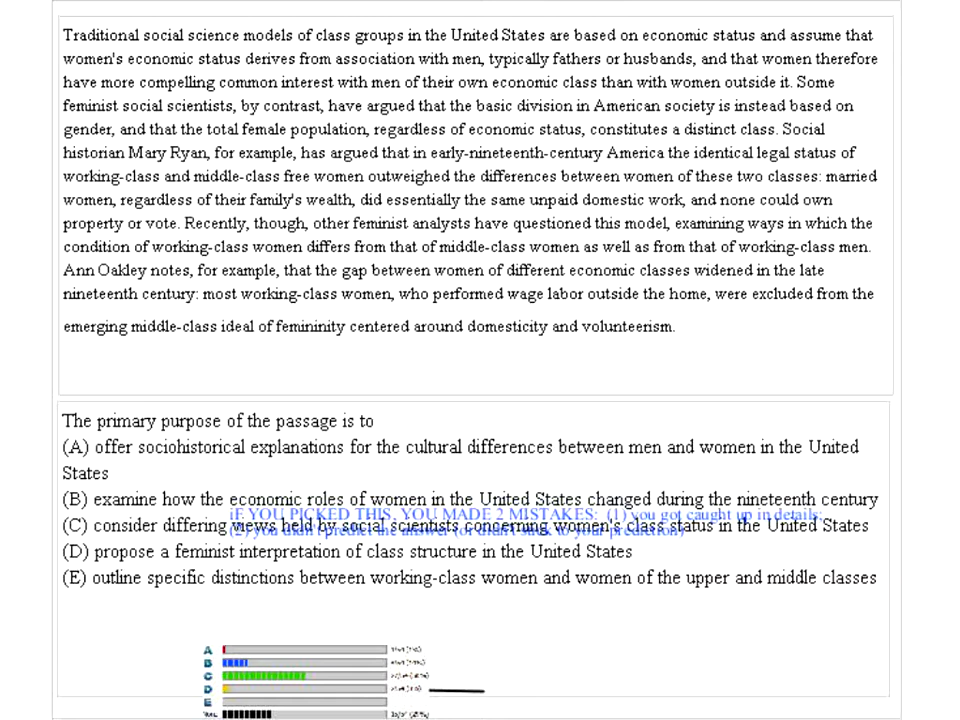 Traditional social science models of class groups in the United States are based on economic status and assume that
women's economic status derives from association with men, typically fathers or husbands, and that women therefore
have more compelling common interest with men of their own economic class than with women outside it. Some
feminist social scientists, by contrast, have argued that the basic division in American society is instead based on
gender, and that the total female population, regardless of economic status, constitutes a distinct class. Social
historian Mary Ryan, for example, has argued that in early-nineteenth-century America the identical legal status of
working-class and middle-class free women outweighed the differences between women of these two classes: married
women, regardless of their family's wealth, did essentially the same unpaid domestic work, and none could own
property or vote. Recently, though, other feminist analysts have questioned this model, examining ways in which the
condition of working-class women differs from that of middle-class women as well as from that of working-class men.
Ann Oakley notes, for example, that the gap between women of different economic classes widened in the late
nineteenth century: most working-class women, who performed wage labor outside the home, were excluded from the
emerging middle-class ideal of femininity centered around domesticity and volunteerism.
The primary purpose of the passage is to
(A) offer sociohistorical explanations for the cultural differences between men and women in the United
States
(B) examine how the economic roles of women in the United States changed during the nineteenth century
iF YOU PICKED THIS, YOU MADE 2 MISTAKES: (1) you got caught up in details;
(C) consider differing views held by social scientists concerning women's class status in the United States
(2) you didn't predict the answer (or didn't stick to your prediction)
(D) propose a feminist interpretation of class structure in the United States
(E) outline specific distinctions between working-class women and women of the upper and middle classes
A
B
C
D
E